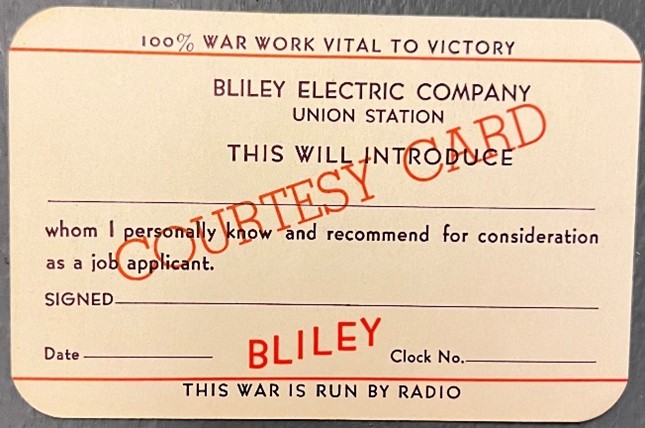 100% WAR WORK VITAL TO VICTORY
BLILEY ELECTRIC COMPANY
UNION STATION
THIS WILL INTRODUCE
COURTESY CARD
whom I personally know and recommend for consideration
as a job applicant.
SIGNED
BLILEY
Date Clock No.
THIS WAR IS RUN BY RADIO